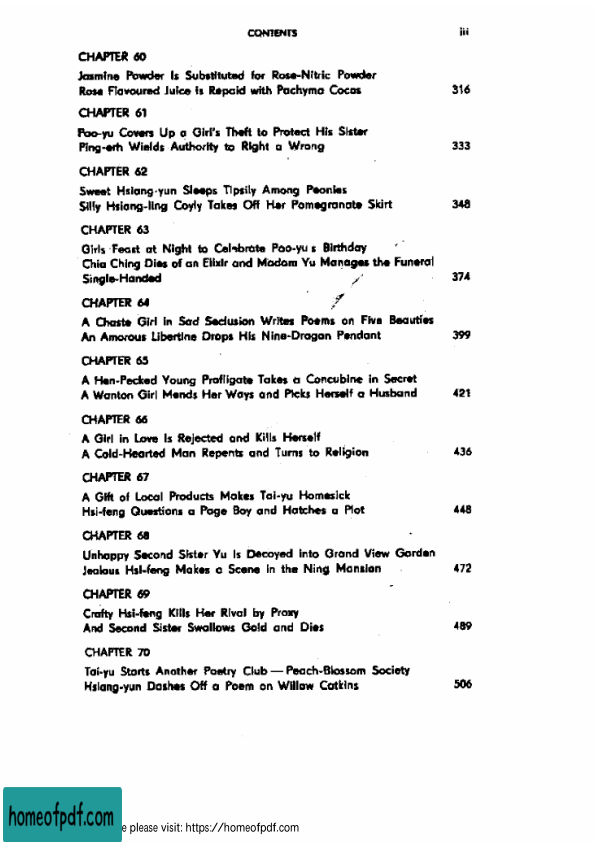 CONTENTS iii
CHAPTER 60
Jasmine Powder Is Substituted for Rose-Nitric Powder
Rose Flavoured Juice Is Repaid with Pachyma Cocos 316
CHAPTER 61
Pao-yu Covers Up a Girl's Theft to Protect His Sister
Ping-erh Wields Authority to Right a Wrong 333
CHAPTER 62
Sweet Hsiang-yun Sleeps Tipsily Among Peonies
Silly Hsiang-ling Coyly Takes Off Her Pomegranate Skirt 348
CHAPTER 63
Girls Feast at Night to Celebrate Pao-yu s Birthday
Chia Ching Dies of an Elixir and Madam Yu Manages the Funeral
Single-Handed 374
CHAPTER 64
A Chaste Girl in Sad Seclusion Writes Poems on Five Beauties
An Amorous Libertine Drops His Nine-Dragon Pendant 399
CHAPTER 65
A Hen-Pecked Young Profligate Takes a Concubine in Secret
A Wanton Girl Mends Her Ways and Picks Herself a Husband 421
CHAPTER 66
A Girl in Love Is Rejected and Kills Herself
A Cold-Hearted Man Repents and Turns to Religion 436
CHAPTER 67
A Gift of Local Products Makes Tai-yu Homesick
Hsi-feng Questions a Page Boy and Hatches a Plot 448
CHAPTER 68
Unhappy Second Sister Yu Is Decoyed into Grand View Garden
Jealous Hsi-feng Makes a Scene in the Ning Mansion 472
CHAPTER 69
Crafty Hsi-feng Kills Her Rival by Proxy
And Second Sister Swallows Gold and Dies 489
CHAPTER 70
Tai-yu Starts Another Poetry Club — Peach-Blossom Society
Hsiang-yun Dashes Off a Poem on Willow Catkins 506
homeofpdf.com
e please visit: https://homeofpdf.com